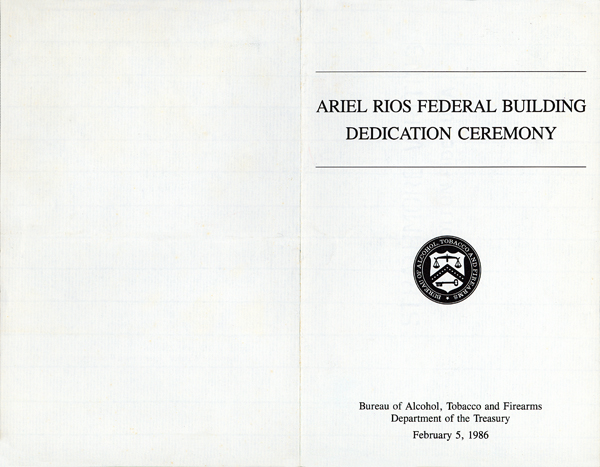 ARIEL RIOS FEDERAL BUILDING
DEDICATION CEREMONY
BUREAU OF ALCOHOL, TOBACCO AND FIREARMS
Bureau of Alcohol, Tobacco and Firearms
Department of the Treasury
February 5, 1986